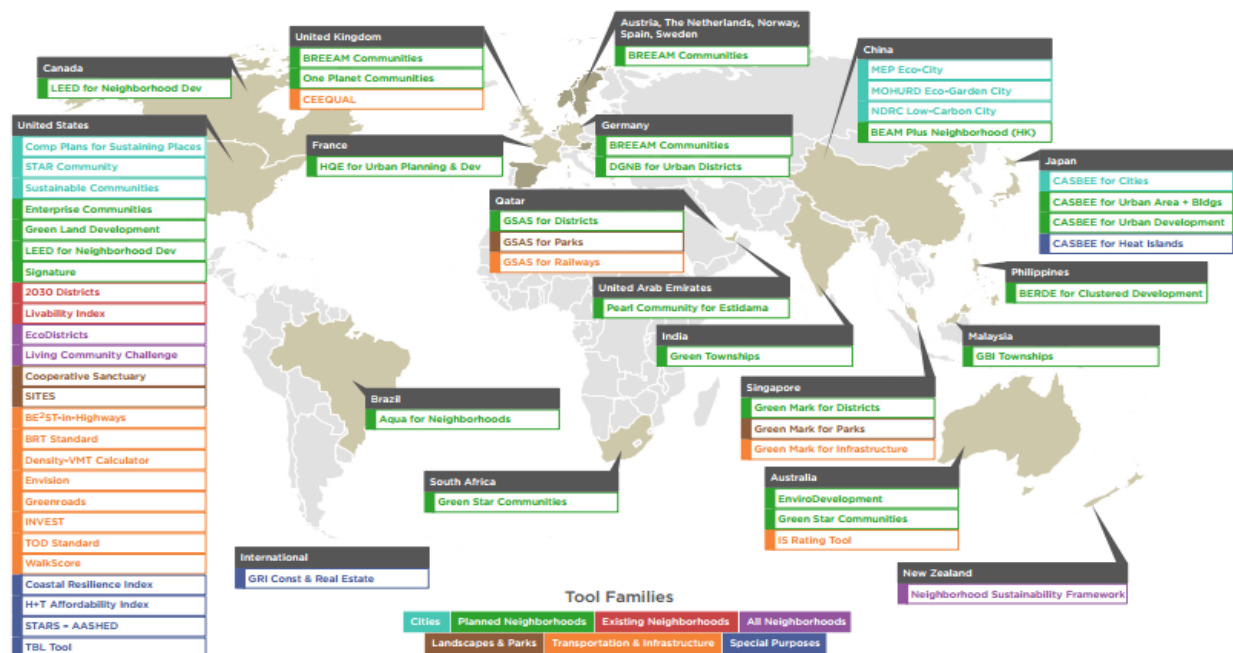 Canada
LEED for Neighborhood Dev
United States
Comp Plans for Sustaining Places
STAR Community
Sustainable Communities
Enterprise Communities
Green Land Development
LEED for Neighborhood Dev
Signature
2030 Districts
Livability Index
EcoDistricts
Living Community Challenge
Cooperative Sanctuary
SITES
BE²ST-in-Highways
BRT Standard
Density-VMT Calculator
Envision
Greenroads
INVEST
TOD Standard
WalkScore
Coastal Resilience Index
H+T Affordability Index
STARS - AASHED
TBL Tool
United Kingdom
BREEAM Communities
One Planet Communities
CEEQUAL
France
HQE for Urban Planning & Dev
Austria, The Netherlands, Norway,
Spain, Sweden
BREEAM Communities
Germany
BREEAM Communities
DGNB for Urban Districts
China
MEP Eco-City
MOHURD Eco-Garden City
NDRC Low-Carbon City
BEAM Plus Neighborhood (HK)
Japan
CASBEE for Cities
CASBEE for Urban Area + Bldgs
CASBEE for Urban Development
CASBEE for Heat Islands
Qatar
GSAS for Districts
GSAS for Parks
GSAS for Railways
United Arab Emirates
Pearl Community for Estidama
India
Green Townships
Philippines
BERDE for Clustered Development
Malaysia
GBI Townships
Singapore
Green Mark for Districts
Green Mark for Parks
Green Mark for Infrastructure
Brazil
Aqua for Neighborhoods
South Africa
Green Star Communities
Australia
EnviroDevelopment
Green Star Communities
IS Rating Tool
International
GRI Const & Real Estate
New Zealand
Neighborhood Sustainability Framework
Tool Families
Cities
Planned Neighborhoods
Existing Neighborhoods
All Neighborhoods
Landscapes & Parks
Transportation & Infrastructure
Special Purposes